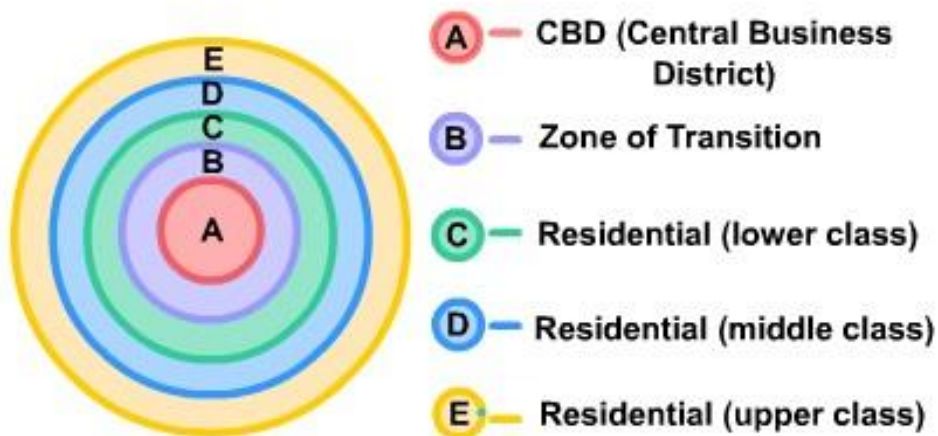 E
D
C
B
A
A CBD (Central Business
District)
B Zone of Transition
C Residential (lower class)
D Residential (middle class)
E Residential (upper class)